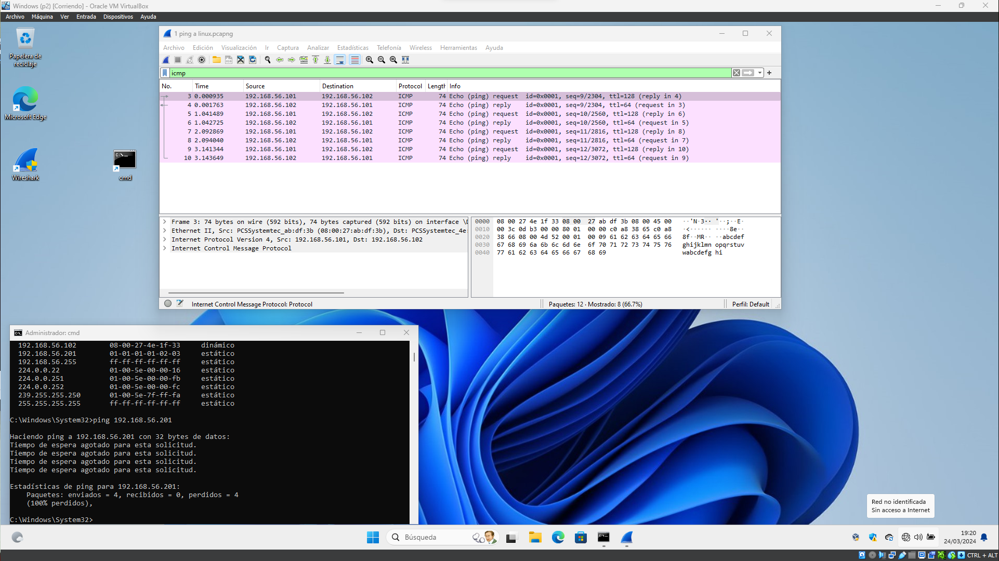 Windows (p2) [Corriendo] - Oracle VM VirtualBox
Archivo Máquina Ver Entrada Dispositivos Ayuda
Papelera de
reciclaje
Microsoft Edge
Wireshark
cmd
1 ping a linux.pcapng
Archivo Edición Visualización Ir Captura Analizar Estadísticas Telefonía Wireless Herramientas Ayuda
icmp
No. Time Source Destination Protocol Length Info
3 0.000935 192.168.56.101 192.168.56.102 ICMP 74 Echo (ping) request id=0x0001, seq=9/2304, ttl=128 (reply in 4)
4 0.001763 192.168.56.102 192.168.56.101 ICMP 74 Echo (ping) reply id=0x0001, seq=9/2304, ttl=64 (request in 3)
5 1.041489 192.168.56.101 192.168.56.102 ICMP 74 Echo (ping) request id=0x0001, seq=10/2560, ttl=128 (reply in 6)
6 1.042725 192.168.56.102 192.168.56.101 ICMP 74 Echo (ping) reply id=0x0001, seq=10/2560, ttl=64 (request in 5)
7 2.092869 192.168.56.101 192.168.56.102 ICMP 74 Echo (ping) request id=0x0001, seq=11/2816, ttl=128 (reply in 8)
8 2.094040 192.168.56.102 192.168.56.101 ICMP 74 Echo (ping) reply id=0x0001, seq=11/2816, ttl=64 (request in 7)
9 3.141344 192.168.56.101 192.168.56.102 ICMP 74 Echo (ping) request id=0x0001, seq=12/3072, ttl=128 (reply in 10)
10 3.143649 192.168.56.102 192.168.56.101 ICMP 74 Echo (ping) reply id=0x0001, seq=12/3072, ttl=64 (request in 9)
Frame 3: 74 bytes on wire (592 bits), 74 bytes captured (592 bits) on interface \D
Ethernet II, Src: PCSSystemtec_ab:df:3b (08:00:27:ab:df:3b), Dst: PCSSystemtec_4e:
Internet Protocol Version 4, Src: 192.168.56.101, Dst: 192.168.56.102
Internet Control Message Protocol
0000 08 00 27 4e 1f 33 08 00 27 ab df 3b 08 00 45 00 ··'N·3·· '··;··E·
0010 00 3c 0d b3 00 00 80 01 00 00 c0 a8 38 65 c0 a8 ·<······ ····8e··
0020 38 66 08 00 4d 52 00 01 00 09 61 62 63 64 65 66 8f··MR·· ··abcdef
0030 67 68 69 6a 6b 6c 6d 6e 6f 70 71 72 73 74 75 76 ghijklmn opqrstuv
0040 77 61 62 63 64 65 66 67 68 69 wabcdefg hi
Internet Control Message Protocol: Protocol
Paquetes: 12 · Mostrado: 8 (66.7%)
Perfil: Default
Administrador: cmd
192.168.56.102 08-00-27-4e-1f-33 dinámico
192.168.56.201 01-01-01-01-02-03 estático
192.168.56.255 ff-ff-ff-ff-ff-ff estático
224.0.0.22 01-00-5e-00-00-16 estático
224.0.0.251 01-00-5e-00-00-fb estático
224.0.0.252 01-00-5e-00-00-fc estático
239.255.255.250 01-00-5e-7f-ff-fa estático
255.255.255.255 ff-ff-ff-ff-ff-ff estático
C:\Windows\System32>ping 192.168.56.201
Haciendo ping a 192.168.56.201 con 32 bytes de datos:
Tiempo de espera agotado para esta solicitud.
Tiempo de espera agotado para esta solicitud.
Tiempo de espera agotado para esta solicitud.
Tiempo de espera agotado para esta solicitud.
Estadísticas de ping para 192.168.56.201:
Paquetes: enviados = 4, recibidos = 0, perdidos = 4
(100% perdidos),
C:\Windows\System32>
Red no identificada
Sin acceso a Internet
Búsqueda
19:20
24/03/2024
CTRL + ALT